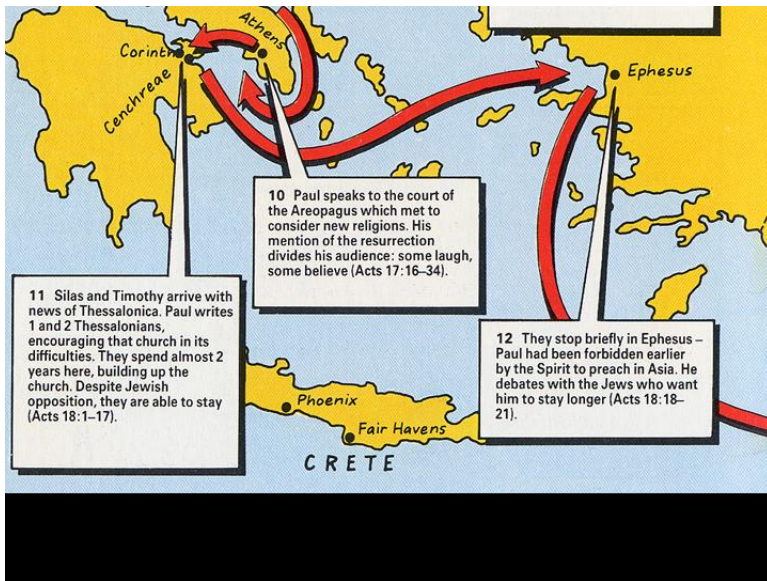 Athens
Corinth
Cenchreae
Ephesus
10 Paul speaks to the court of
the Areopagus which met to
consider new religions. His
mention of the resurrection
divides his audience: some laugh,
some believe (Acts 17:16–34).
11 Silas and Timothy arrive with
news of Thessalonica. Paul writes
1 and 2 Thessalonians,
encouraging that church in its
difficulties. They spend almost 2
years here, building up the
church. Despite Jewish
opposition, they are able to stay
(Acts 18:1–17).
12 They stop briefly in Ephesus –
Paul had been forbidden earlier
by the Spirit to preach in Asia. He
debates with the Jews who want
him to stay longer (Acts 18:18–
21).
Phoenix
Fair Havens
CRETE